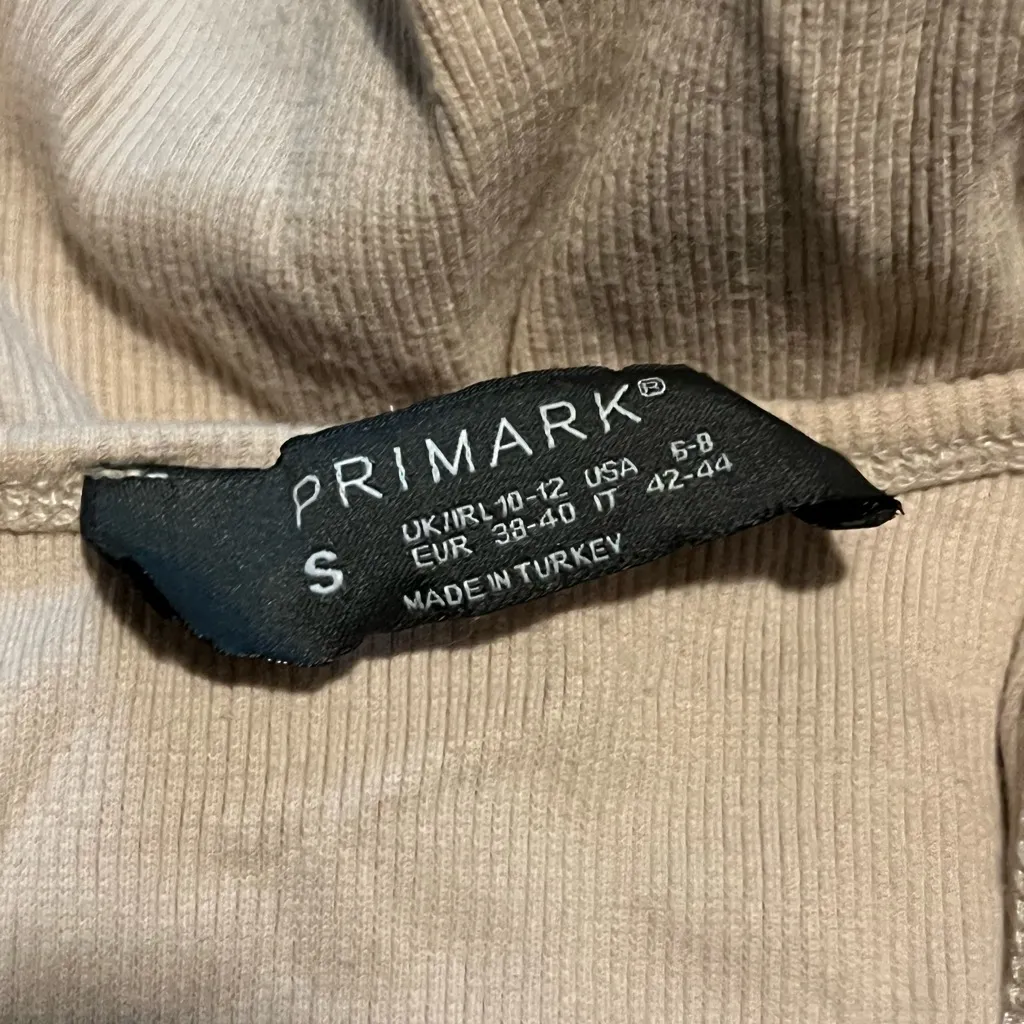 PRIMARK®
S UK/IRL 10-12 USA 6-8
EUR 38-40 IT 42-44
MADE IN TURKEY